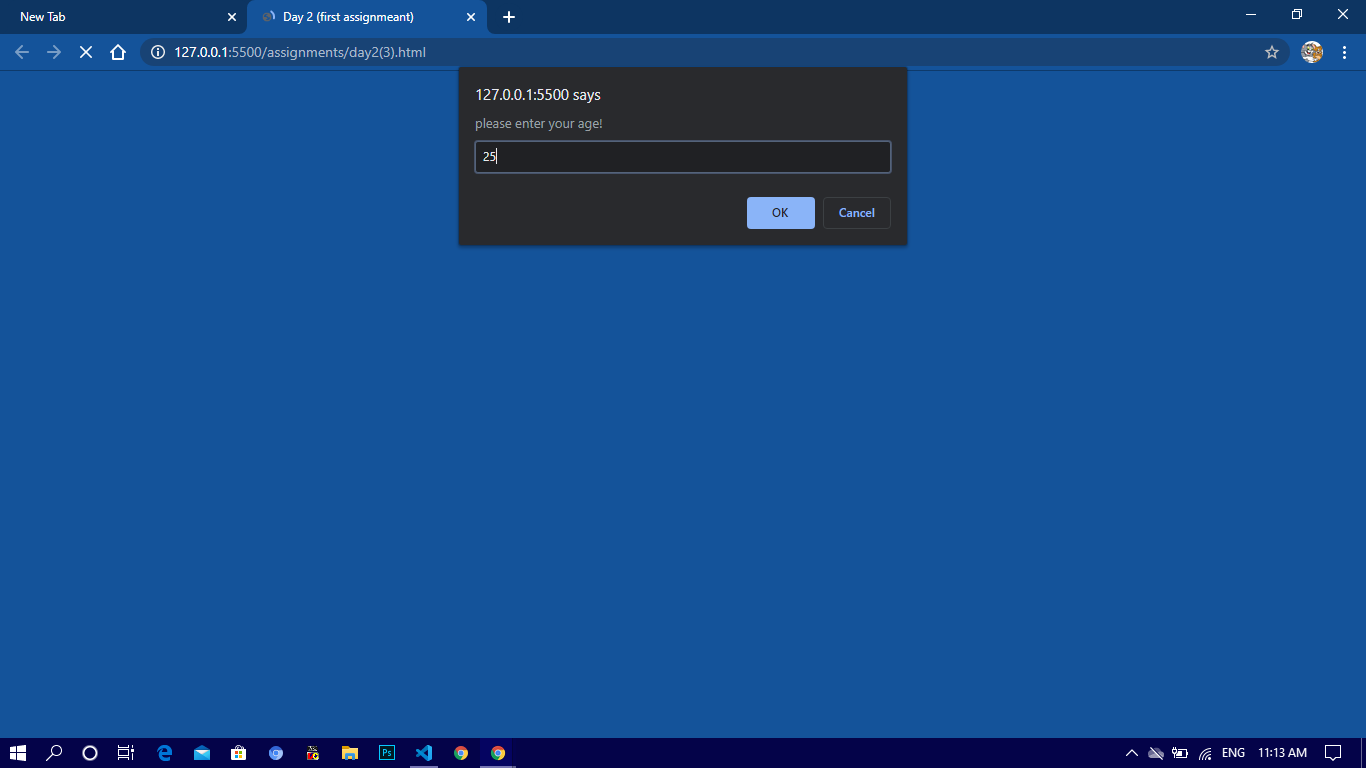 New Tab
Day 2 (first assignmeant)
127.0.0.1:5500/assignments/day2(3).html
127.0.0.1:5500 says
please enter your age!
25
OK
Cancel
Ps
ENG
11:13 AM